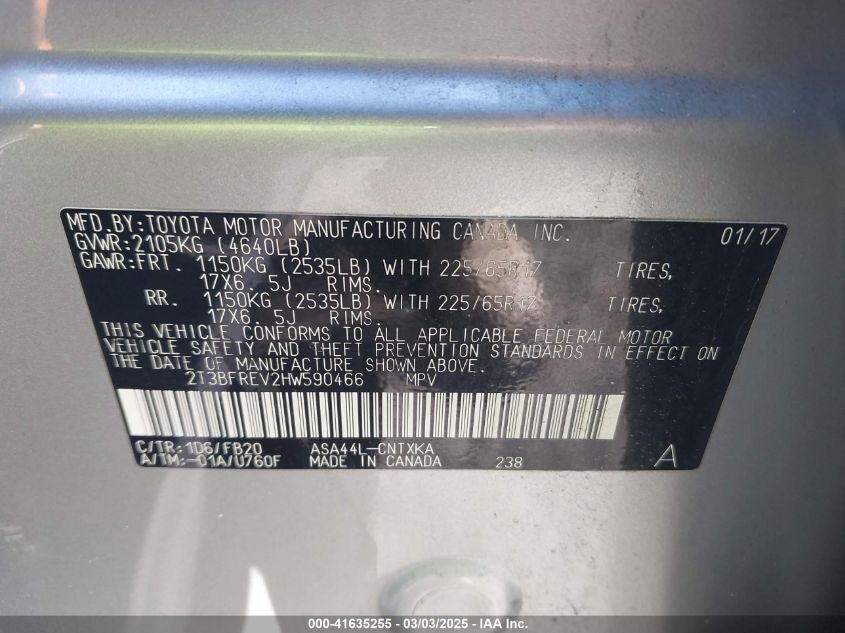 MFD.BY:TOYOTA MOTOR MANUFACTURING CANADA INC. 01/17
GVWR:2105KG (4640LB)
GAWR:FRT. 1150KG (2535LB) WITH 225/65R17 TIRES,
17X6.5J RIMS.
RR. 1150KG (2535LB) WITH 225/65R17 TIRES,
17X6.5J RIMS.
THIS VEHICLE CONFORMS TO ALL APPLICABLE FEDERAL MOTOR
VEHICLE SAFETY AND THEFT PREVENTION STANDARDS IN EFFECT ON
THE DATE OF MANUFACTURE SHOWN ABOVE.
2T3BFREV2HW590466 MPV
C/TR:1D6/FB20 ASA44L-CNTXKA
A/TM:-01A/U760F MADE IN CANADA 238 A
000-41635255 - 03/03/2025 - IAA Inc.